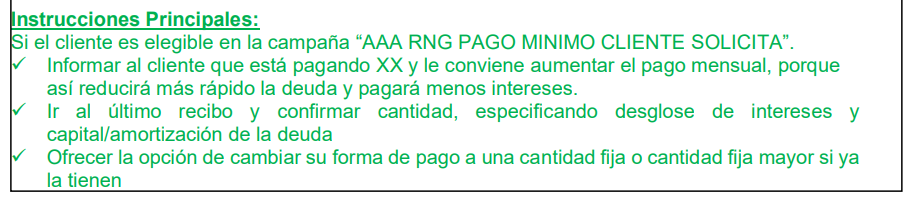 Instrucciones Principales:
Si el cliente es elegible en la campaña “AAA RNG PAGO MINIMO CLIENTE SOLICITA”.
✓ Informar al cliente que está pagando XX y le conviene aumentar el pago mensual, porque
así reducirá más rápido la deuda y pagará menos intereses.
✓ Ir al último recibo y confirmar cantidad, especificando desglose de intereses y
capital/amortización de la deuda
✓ Ofrecer la opción de cambiar su forma de pago a una cantidad fija o cantidad fija mayor si ya
la tienen